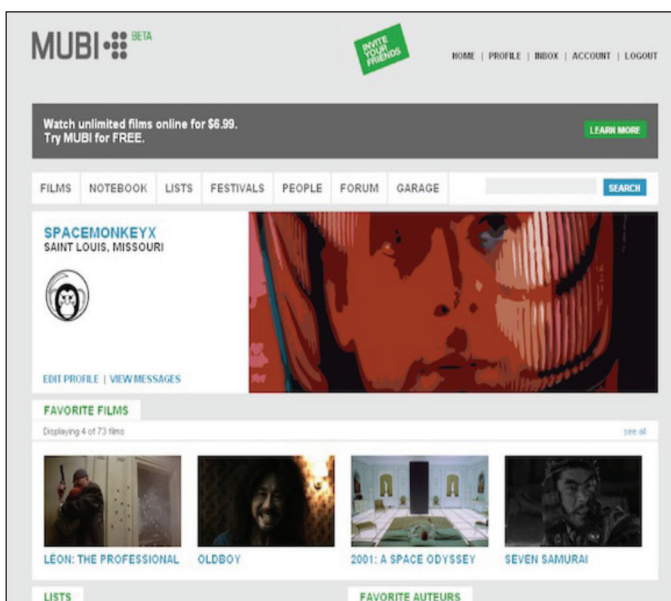 MUBI BETA
INVITE
YOUR
FRIENDS
HOME | PROFILE | INBOX | ACCOUNT | LOGOUT
Watch unlimited films online for $6.99.
Try MUBI for FREE.
LEARN MORE
FILMS NOTEBOOK LISTS FESTIVALS PEOPLE FORUM GARAGE SEARCH
SPACEMONKEYX
SAINT LOUIS, MISSOURI
EDIT PROFILE | VIEW MESSAGES
FAVORITE FILMS
Displaying 4 of 73 films see all
LÉON: THE PROFESSIONAL OLDBOY 2001: A SPACE ODYSSEY SEVEN SAMURAI
LISTS FAVORITE AUTEURS